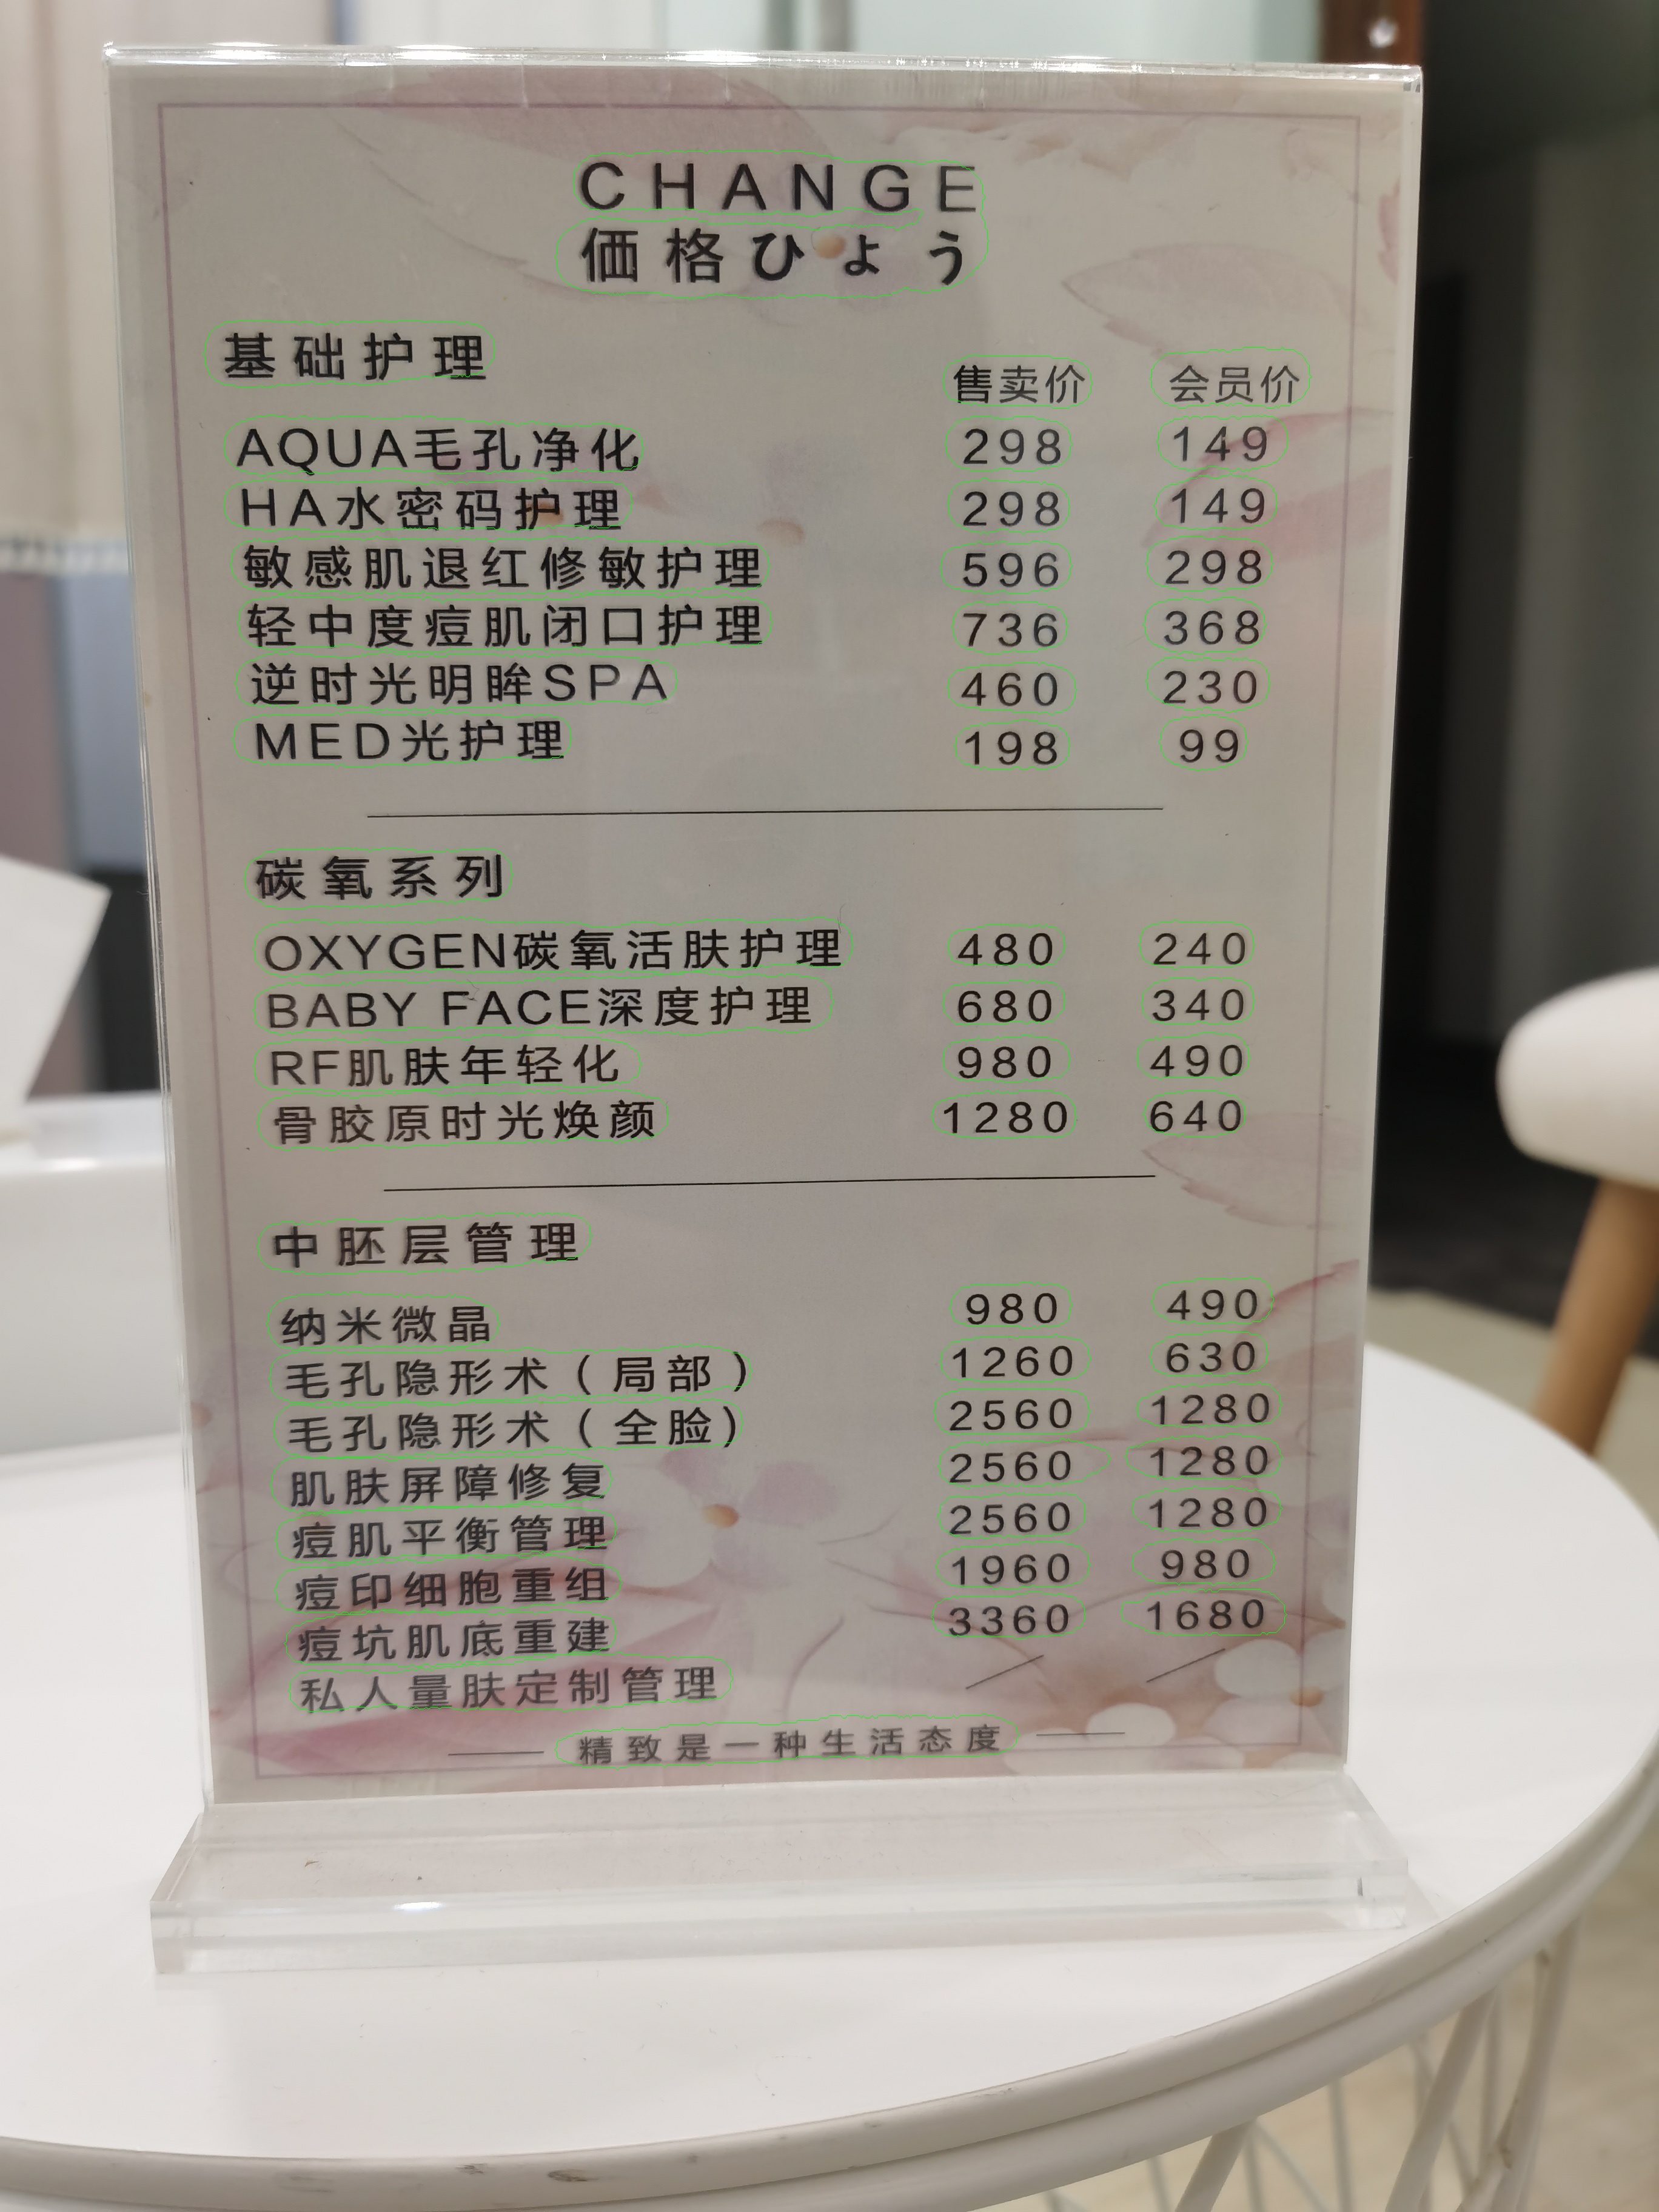 CHANGE
価格ひょう
基础护理 售卖价 会员价
AQUA毛孔净化 298 149
HA水密码护理 298 149
敏感肌退红修敏护理 596 298
轻中度痘肌闭口护理 736 368
逆时光明眸SPA 460 230
MED光护理 198 99
碳氧系列
OXYGEN碳氧活肤护理 480 240
BABY FACE深度护理 680 340
RF肌肤年轻化 980 490
骨胶原时光焕颜 1280 640
中胚层管理
纳米微晶 980 490
毛孔隐形术（局部） 1260 630
毛孔隐形术（全脸） 2560 1280
肌肤屏障修复 2560 1280
痘肌平衡管理 2560 1280
痘印细胞重组 1960 980
痘坑肌底重建 3360 1680
私人量肤定制管理 / /
精致是一种生活态度